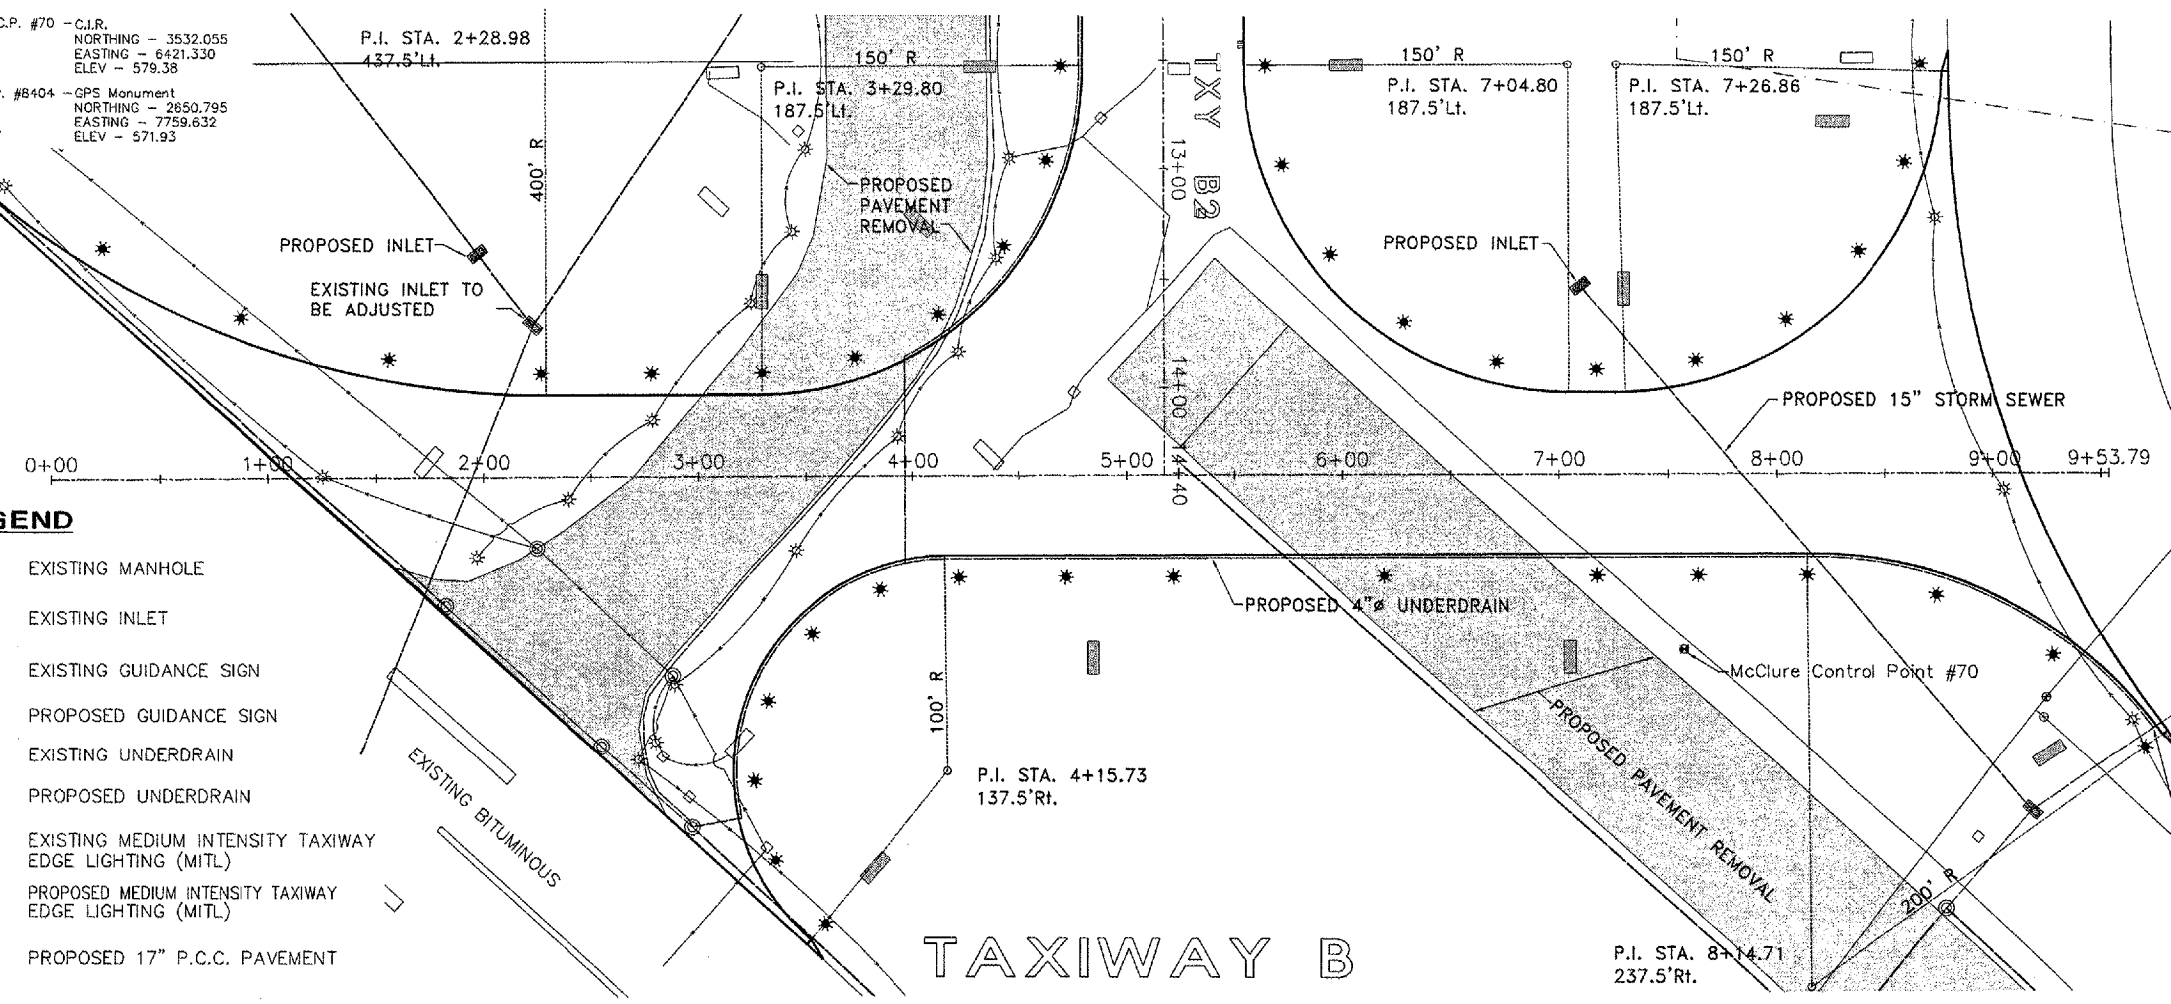 C.P. #70 - C.I.R.
NORTHING - 3532.055
EASTING - 6421.330
ELEV - 579.38
#8404 - GPS Monument
NORTHING - 2650.795
EASTING - 7759.632
ELEV - 571.93
P.I. STA. 2+28.98
437.5'Lt.
400' R
150' R
P.I. STA. 3+29.80
187.5'Lt.
TXY B2
13+00
14+00
14+40
150' R
P.I. STA. 7+04.80
187.5'Lt.
150' R
P.I. STA. 7+26.86
187.5'Lt.
PROPOSED
PAVEMENT
REMOVAL
PROPOSED INLET
EXISTING INLET TO
BE ADJUSTED
PROPOSED INLET
PROPOSED 15" STORM SEWER
0+00
1+00
2+00
3+00
4+00
5+00
6+00
7+00
8+00
9+00
9+53.79
GEND
EXISTING MANHOLE
EXISTING INLET
EXISTING GUIDANCE SIGN
PROPOSED GUIDANCE SIGN
EXISTING UNDERDRAIN
PROPOSED UNDERDRAIN
EXISTING MEDIUM INTENSITY TAXIWAY
EDGE LIGHTING (MITL)
PROPOSED MEDIUM INTENSITY TAXIWAY
EDGE LIGHTING (MITL)
PROPOSED 17" P.C.C. PAVEMENT
EXISTING BITUMINOUS
PROPOSED 4"ø UNDERDRAIN
100' R
P.I. STA. 4+15.73
137.5'Rt.
McClure Control Point #70
PROPOSED PAVEMENT REMOVAL
200' R
P.I. STA. 8+14.71
237.5'Rt.
TAXIWAY B